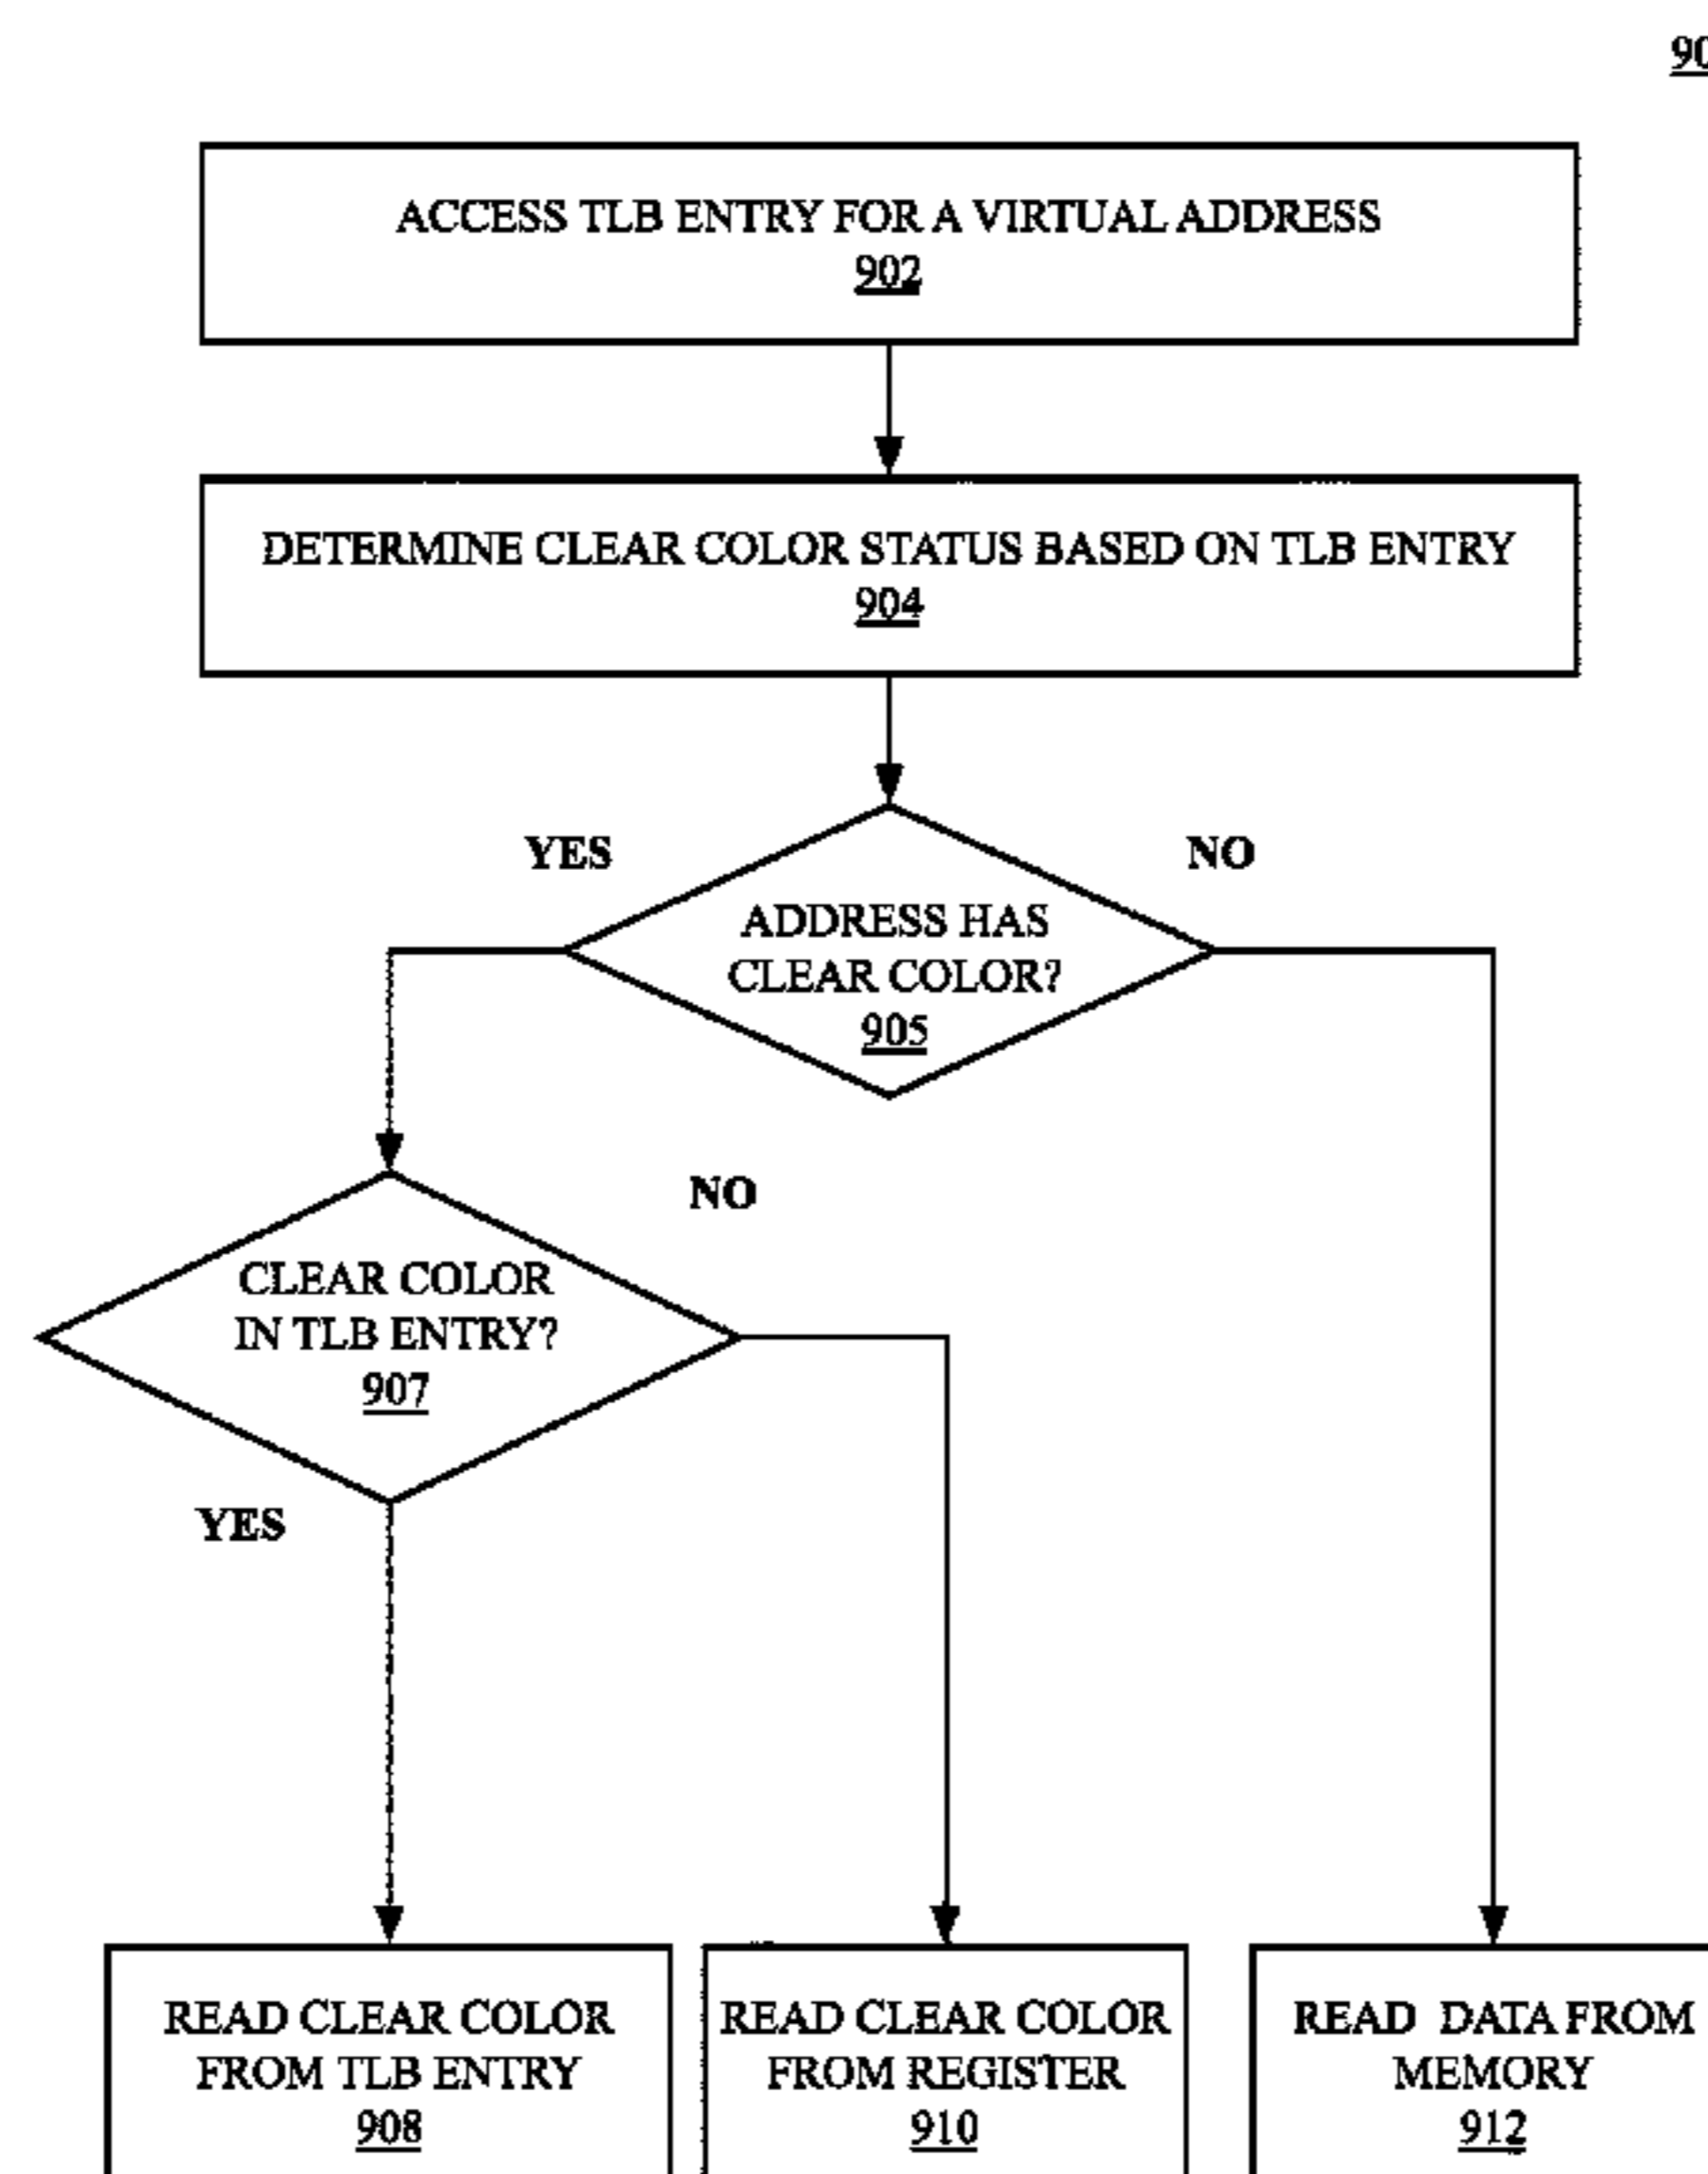 90
ACCESS TLB ENTRY FOR A VIRTUAL ADDRESS
902
DETERMINE CLEAR COLOR STATUS BASED ON TLB ENTRY
904
YES
NO
ADDRESS HAS
CLEAR COLOR?
905
NO
CLEAR COLOR
IN TLB ENTRY?
907
YES
READ CLEAR COLOR
FROM TLB ENTRY
908
READ CLEAR COLOR
FROM REGISTER
910
READ DATA FROM
MEMORY
912